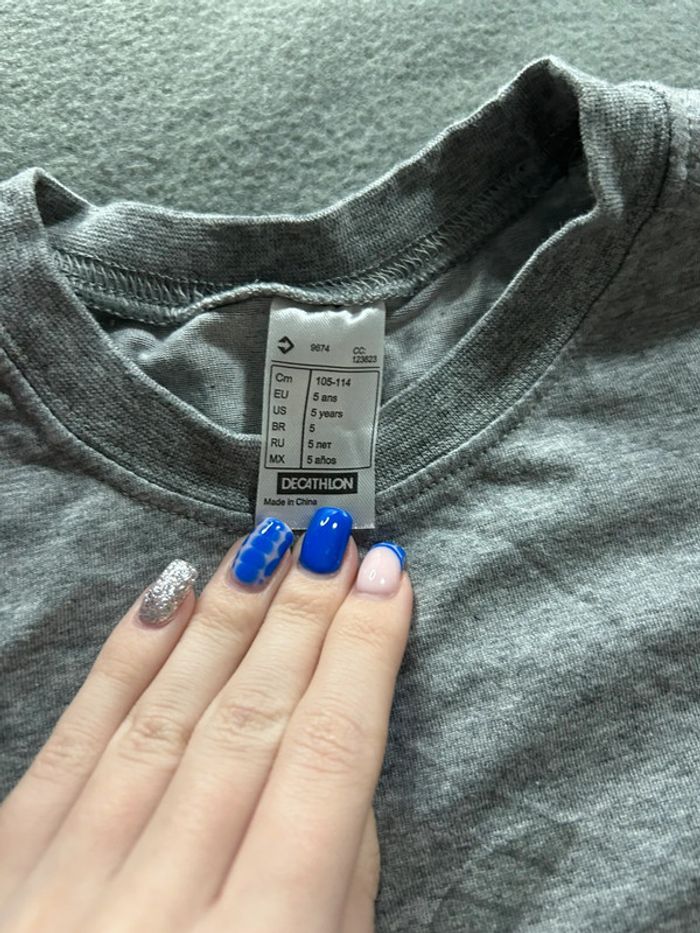 9674 CC:
123623
Cm 105-114
EU 5 ans
US 5 years
BR 5
RU 5 лет
MX 5 años
DECATHLON
Made in China